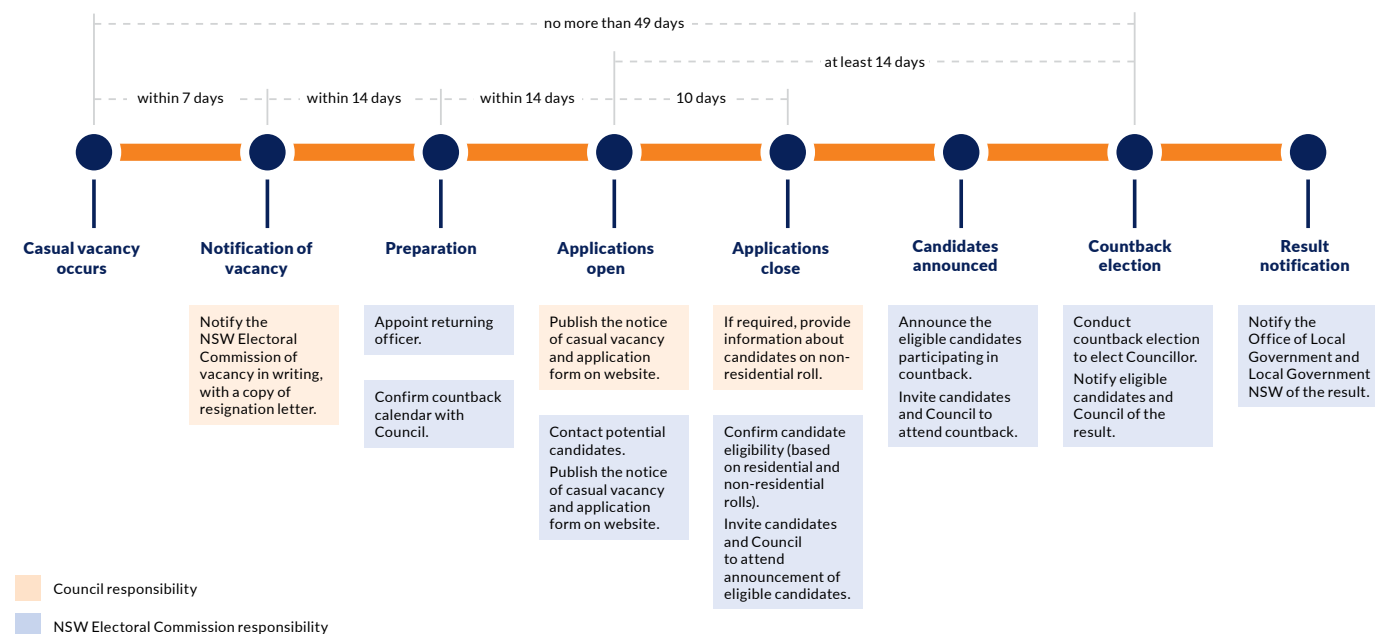 no more than 49 days
at least 14 days
within 7 days
within 14 days
within 14 days
10 days
Casual vacancy
occurs
Notification of
vacancy
Preparation
Applications
open
Applications
close
Candidates
announced
Countback
election
Result
notification
Notify the
NSW Electoral
Commission of
vacancy in writing,
with a copy of
resignation letter.
Appoint returning
officer.
Confirm countback
calendar with
Council.
Publish the notice
of casual vacancy
and application
form on website.
Contact potential
candidates.
Publish the notice
of casual vacancy
and application
form on website.
If required, provide
information about
candidates on non-
residential roll.
Confirm candidate
eligibility (based
on residential and
non-residential
rolls).
Invite candidates
and Council
to attend
announcement of
eligible candidates.
Announce the
eligible candidates
participating in
countback.
Invite candidates
and Council to
attend countback.
Conduct
countback election
to elect Councillor.
Notify eligible
candidates and
Council of the
result.
Notify the
Office of Local
Government and
Local Government
NSW of the result.
Council responsibility
NSW Electoral Commission responsibility